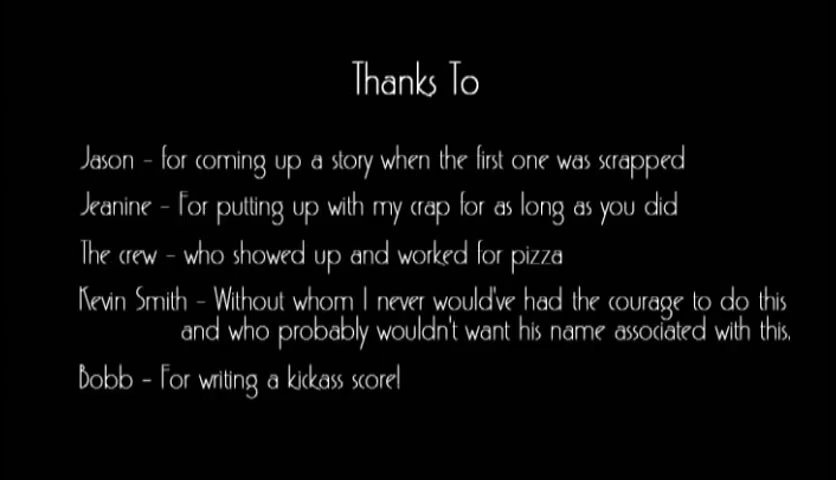 Thanks To
Jason - for coming up a story when the first one was scrapped
Jeanine - For putting up with my crap for as long as you did
The crew - who showed up and worked for pizza
Kevin Smith - Without whom I never would've had the courage to do this
and who probably wouldn't want his name associated with this.
Bobb - For writing a kickass score!